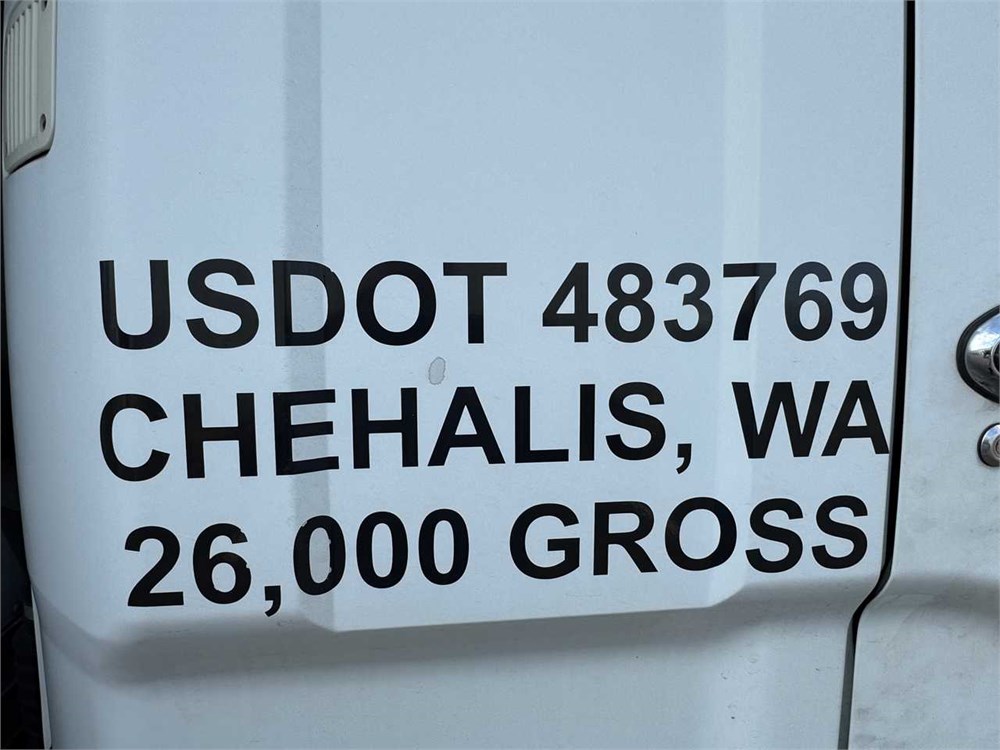 USDOT 483769
CHEHALIS, WA
26,000 GROSS